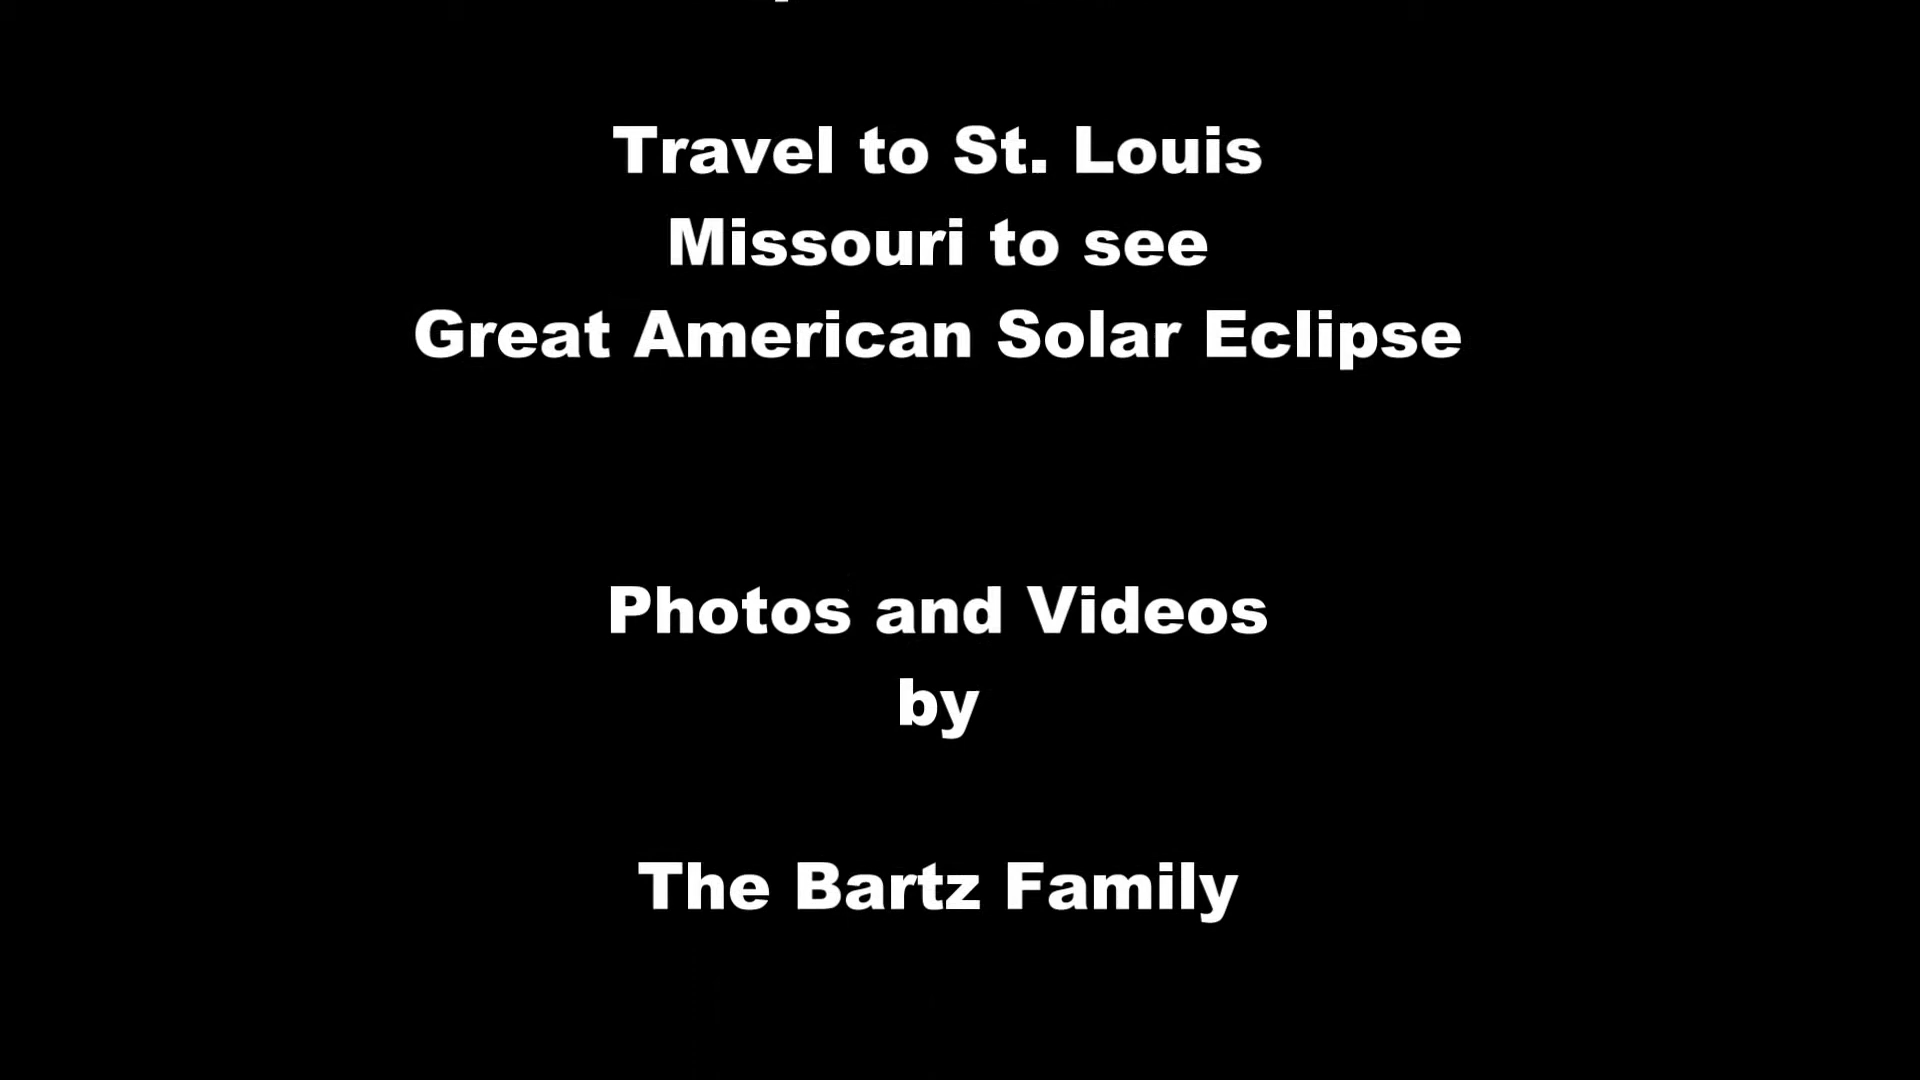 Travel to St. Louis
Missouri to see
Great American Solar Eclipse
Photos and Videos
by
The Bartz Family